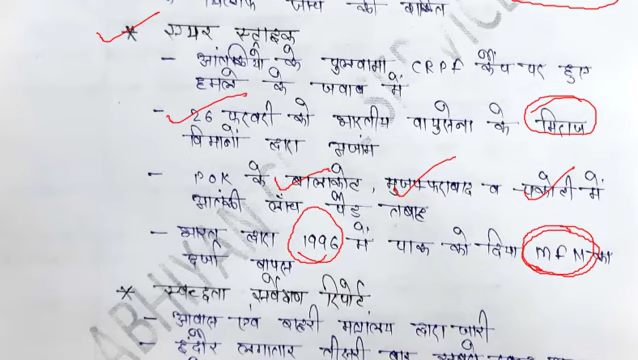 की
* एयर स्ट्राइक
- आतंकियों के पुलवामा CRPF कैंप पर हुए
हमले के जवाब में
- 26 फरवरी को भारतीय वायुसेना के मिराज
विमानों द्वारा
- POK के बालाकोट, मुजफ्फराबाद व चकोटी में
आतंकी लॉंच पैड तबाह
- भारत द्वारा 1996 में पाक को दिया MFN का
दर्जा वापस
* स्वच्छता सर्वेक्षण रिपोर्ट
- आवास एवं शहरी मंत्रालय द्वारा जारी
- इंदौर लगातार तीसरी बार
ABHIYAN